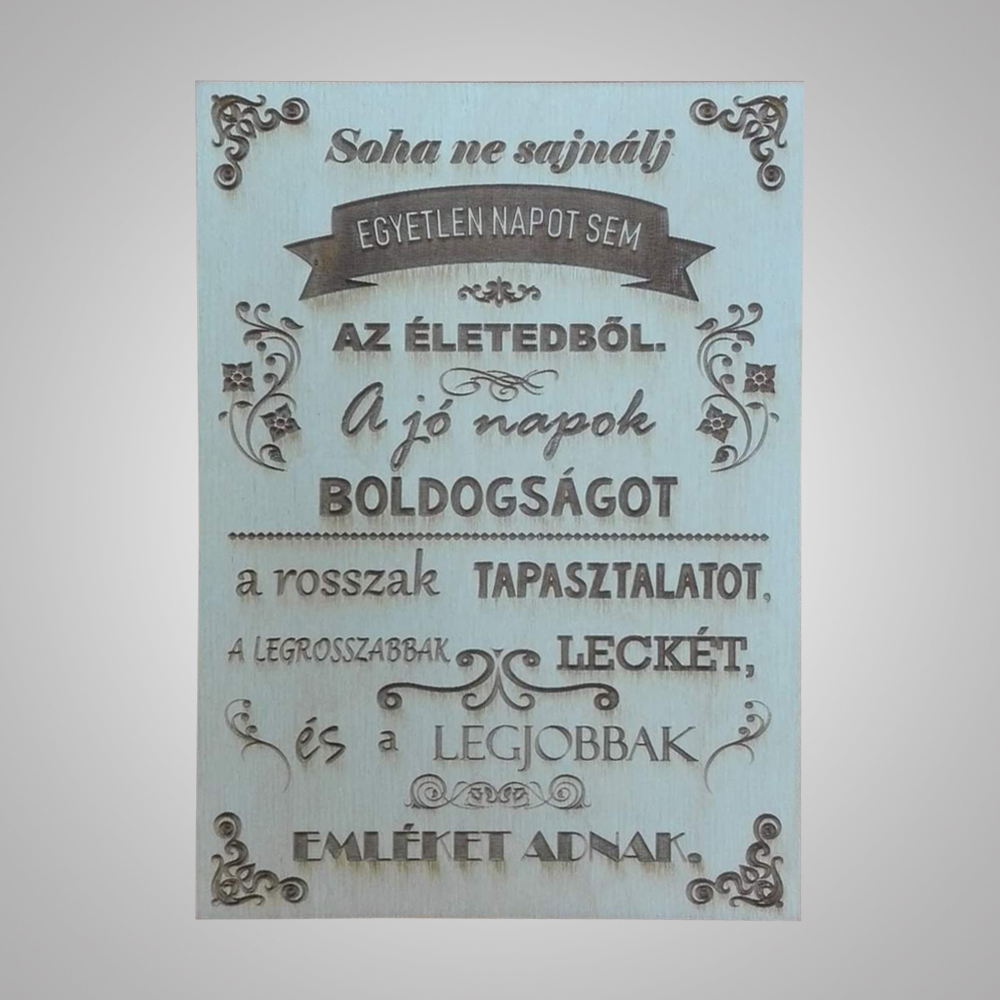 Soha ne sajnálj
EGYETLEN NAPOT SEM
AZ ÉLETEDBŐL.
A jó napok
BOLDOGSÁGOT
a rosszak TAPASZTALATOT,
A LEGROSSZABBAK LECKÉT,
és a LEGJOBBAK
EMLÉKET ADNAK.